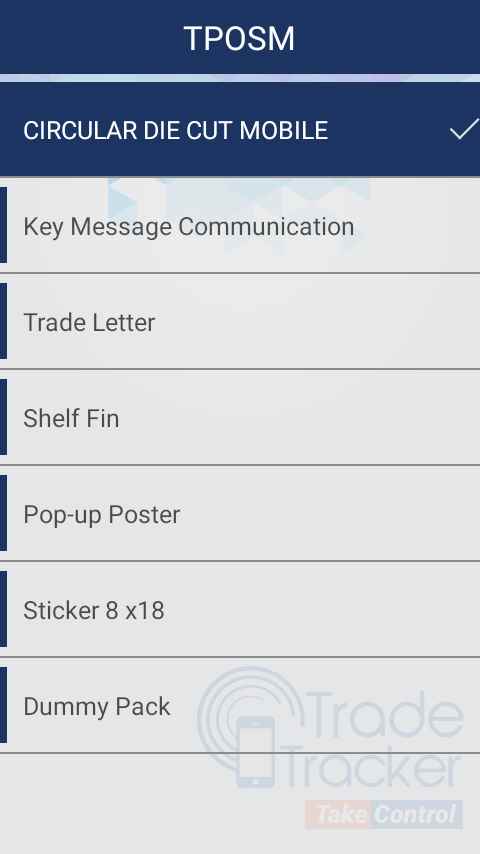 TPOSM
CIRCULAR DIE CUT MOBILE
Key Message Communication
Trade Letter
Shelf Fin
Pop-up Poster
Sticker 8 x18
Dummy Pack
Trade
Tracker
Take Control